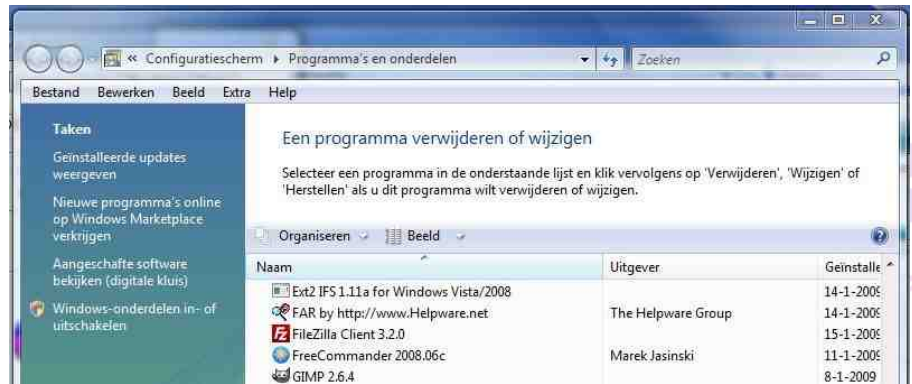 « Configuratiescherm ▸ Programma's en onderdelen
Zoeken
Bestand Bewerken Beeld Extra Help
Taken
Geïnstalleerde updates
weergeven
Nieuwe programma's online
op Windows Marketplace
verkrijgen
Aangeschafte software
bekijken (digitale kluis)
Windows-onderdelen in- of
uitschakelen
Een programma verwijderen of wijzigen
Selecteer een programma in de onderstaande lijst en klik vervolgens op 'Verwijderen', 'Wijzigen' of
'Herstellen' als u dit programma wilt verwijderen of wijzigen.
Organiseren Beeld
Naam Uitgever Geïnstalle
Ext2 IFS 1.11a for Windows Vista/2008 14-1-2009
FAR by http://www.Helpware.net The Helpware Group 14-1-2009
FileZilla Client 3.2.0 15-1-2009
FreeCommander 2008.06c Marek Jasinski 11-1-2009
GIMP 2.6.4 8-1-2009